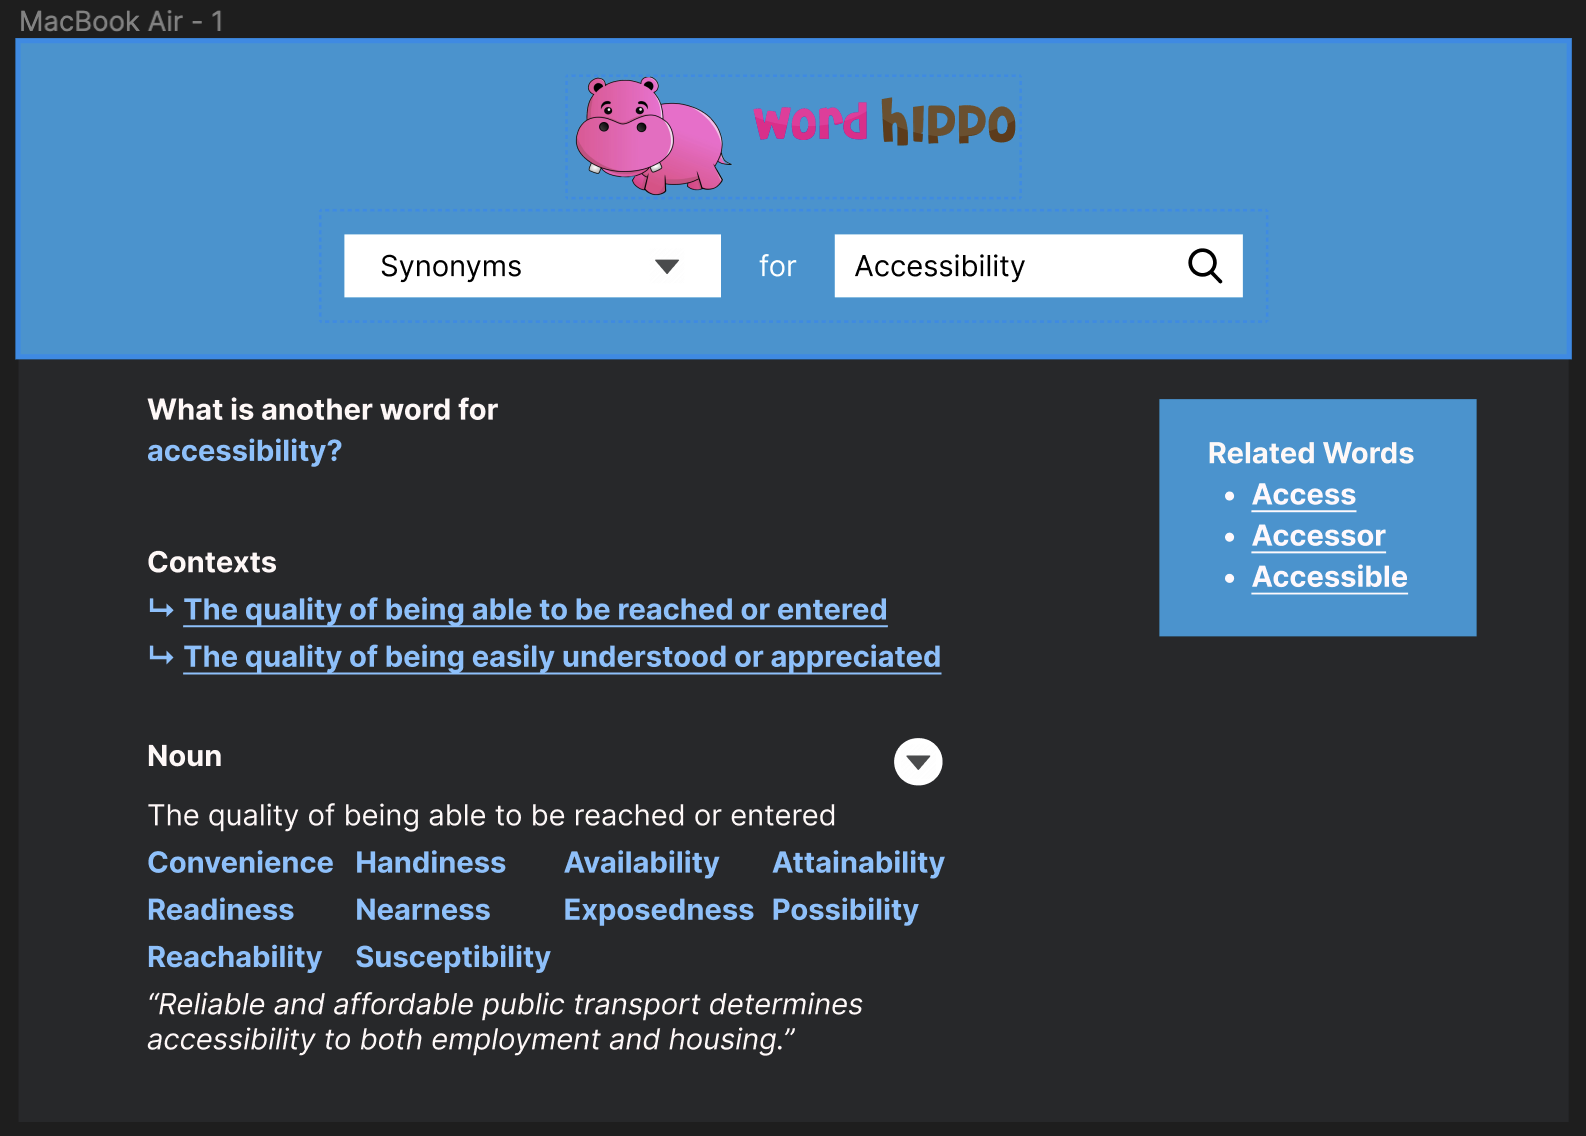 MacBook Air - 1
word hippo
Synonyms for Accessibility
What is another word for
accessibility?
Related Words
• Access
• Accessor
• Accessible
Contexts
↳ The quality of being able to be reached or entered
↳ The quality of being easily understood or appreciated
Noun
The quality of being able to be reached or entered
Convenience Handiness Availability Attainability
Readiness Nearness Exposedness Possibility
Reachability Susceptibility
“Reliable and affordable public transport determines
accessibility to both employment and housing.”